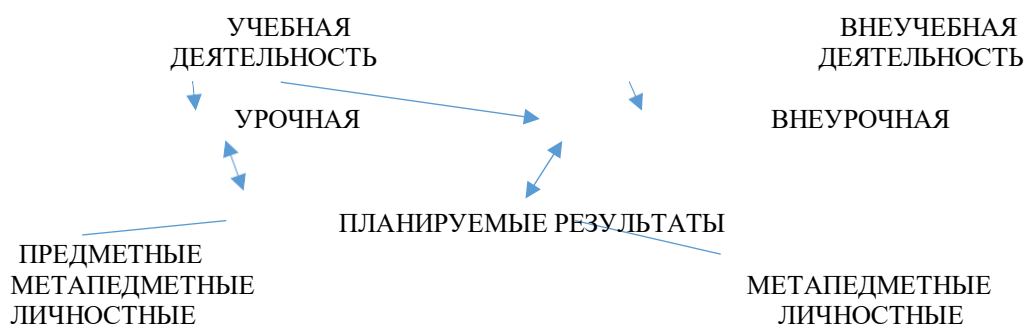 УЧЕБНАЯ ВНЕУЧЕБНАЯ
ДЕЯТЕЛЬНОСТЬ ДЕЯТЕЛЬНОСТЬ
УРОЧНАЯ ВНЕУРОЧНАЯ
ПЛАНИРУЕМЫЕ РЕЗУЛЬТАТЫ
ПРЕДМЕТНЫЕ
МЕТАПЕДМЕТНЫЕ МЕТАПЕДМЕТНЫЕ
ЛИЧНОСТНЫЕ ЛИЧНОСТНЫЕ